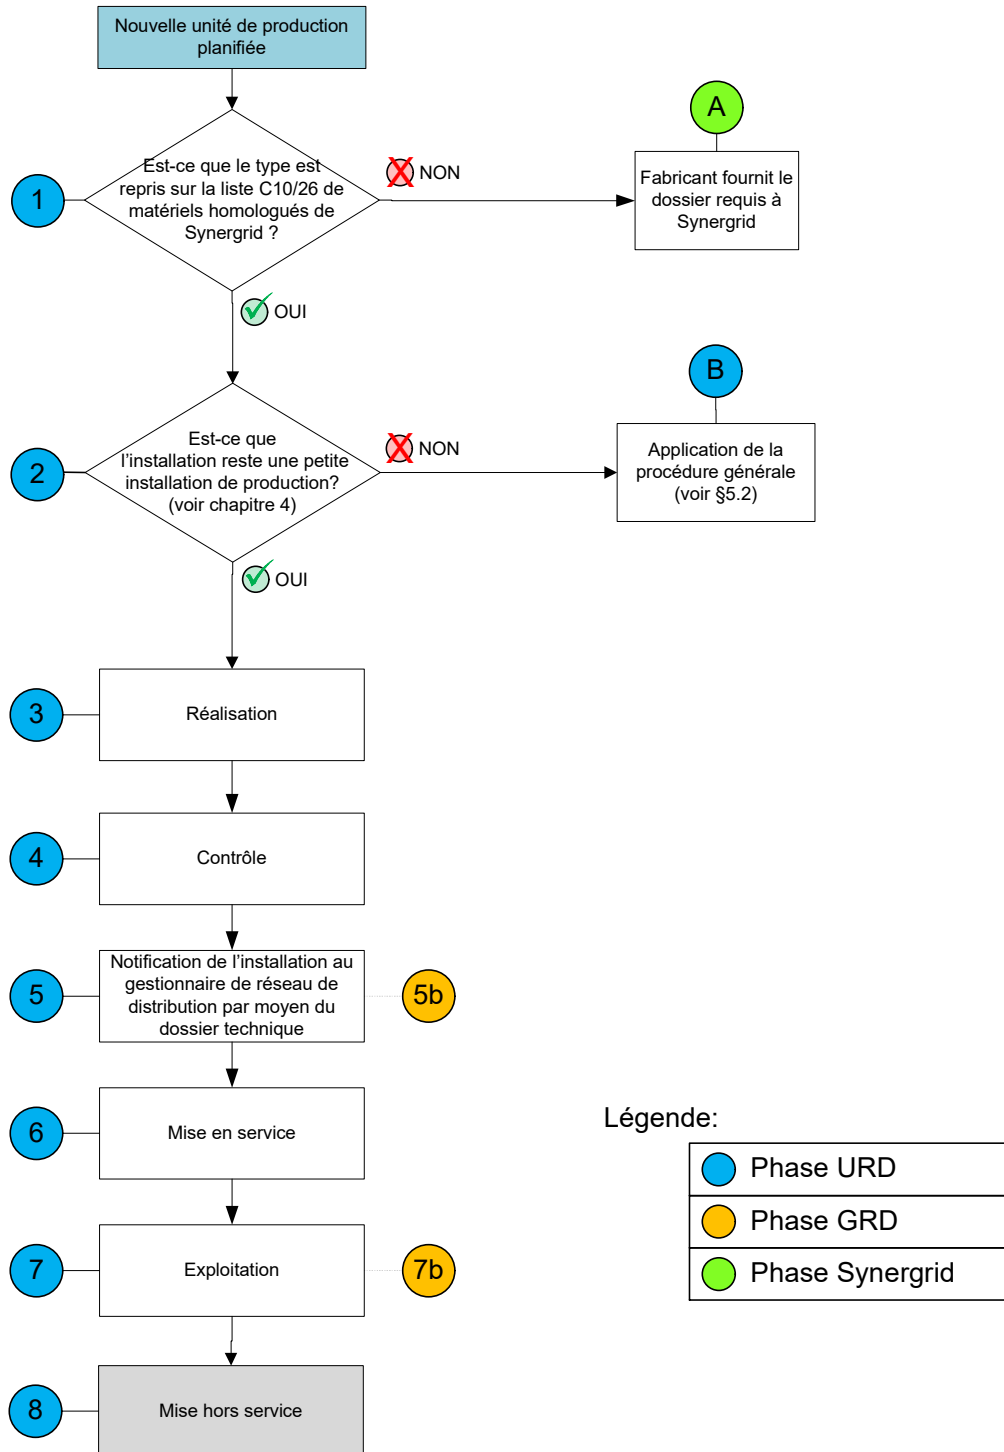 Nouvelle unité de production
planifiée
A
Est-ce que le type est
repris sur la liste C10/26 de
matériels homologués de
Synergrid ?
1
NON
Fabricant fournit le
dossier requis à
Synergrid
OUI
B
Est-ce que
l'installation reste une petite
installation de production?
(voir chapitre 4)
2
NON
Application de la
procédure générale
(voir §5.2)
OUI
3
Réalisation
4
Contrôle
5
Notification de l'installation au
gestionnaire de réseau de
distribution par moyen du
dossier technique
5b
6
Mise en service
7
Exploitation
7b
8
Mise hors service
Légende:
Phase URD
Phase GRD
Phase Synergrid